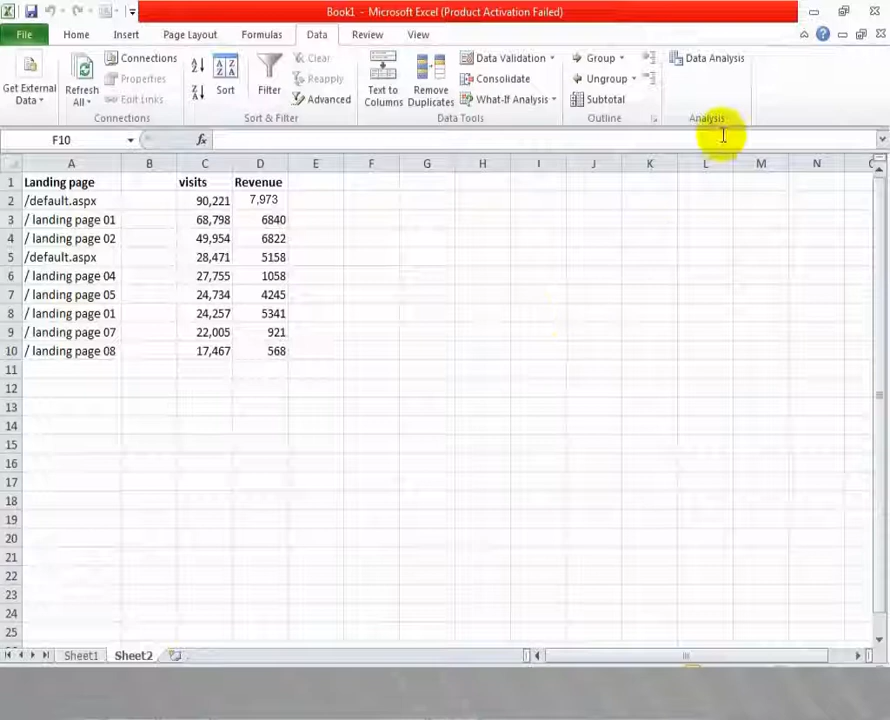 Book1 - Microsoft Excel (Product Activation Failed)
File Home Insert Page Layout Formulas Data Review View
Get External Data
Refresh All
Connections
Properties
Edit Links
Connections
Sort
Filter
Clear
Reapply
Advanced
Sort & Filter
Text to Columns
Remove Duplicates
Data Validation
Consolidate
What-If Analysis
Data Tools
Group
Ungroup
Subtotal
Outline
Data Analysis
Analysis
F10 fx
A B C D E F G H I J K L M N
1 Landing page visits Revenue
2 /default.aspx 90,221 7,973
3 / landing page 01 68,798 6840
4 / landing page 02 49,954 6822
5 /default.aspx 28,471 5158
6 / landing page 04 27,755 1058
7 / landing page 05 24,734 4245
8 / landing page 01 24,257 5341
9 / landing page 07 22,005 921
10 / landing page 08 17,467 568
11
12
13
14
15
16
17
18
19
20
21
22
23
24
25
Sheet1 Sheet2